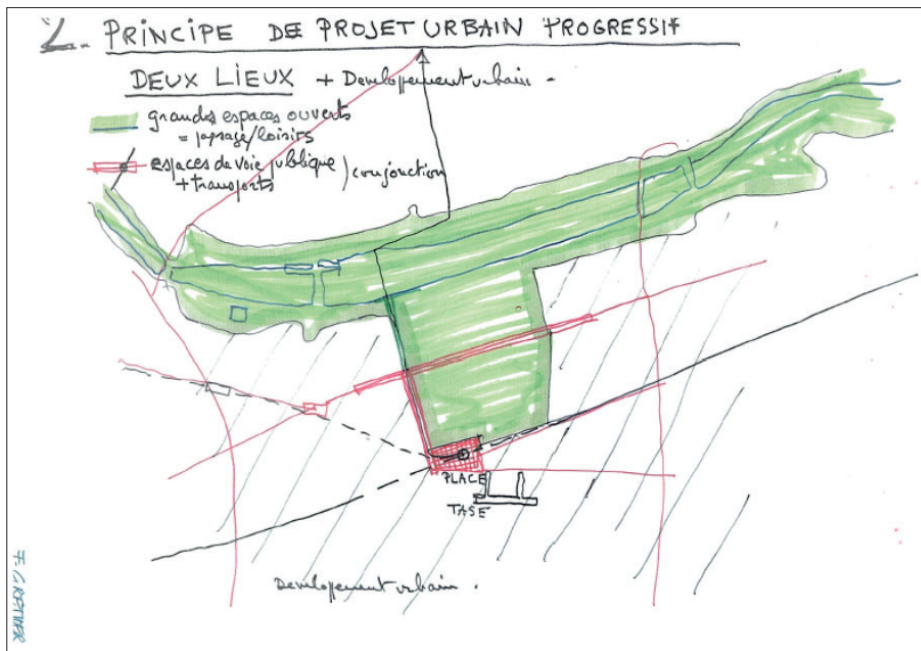 2. PRINCIPE DE PROJET URBAIN PROGRESSIF
DEUX LIEUX + Developpement urbain -
grands espaces ouverts
= paysage/loisirs
espaces de voie publique
+ transports ) conjonction
PLACE
TASE
Developpement urbain .